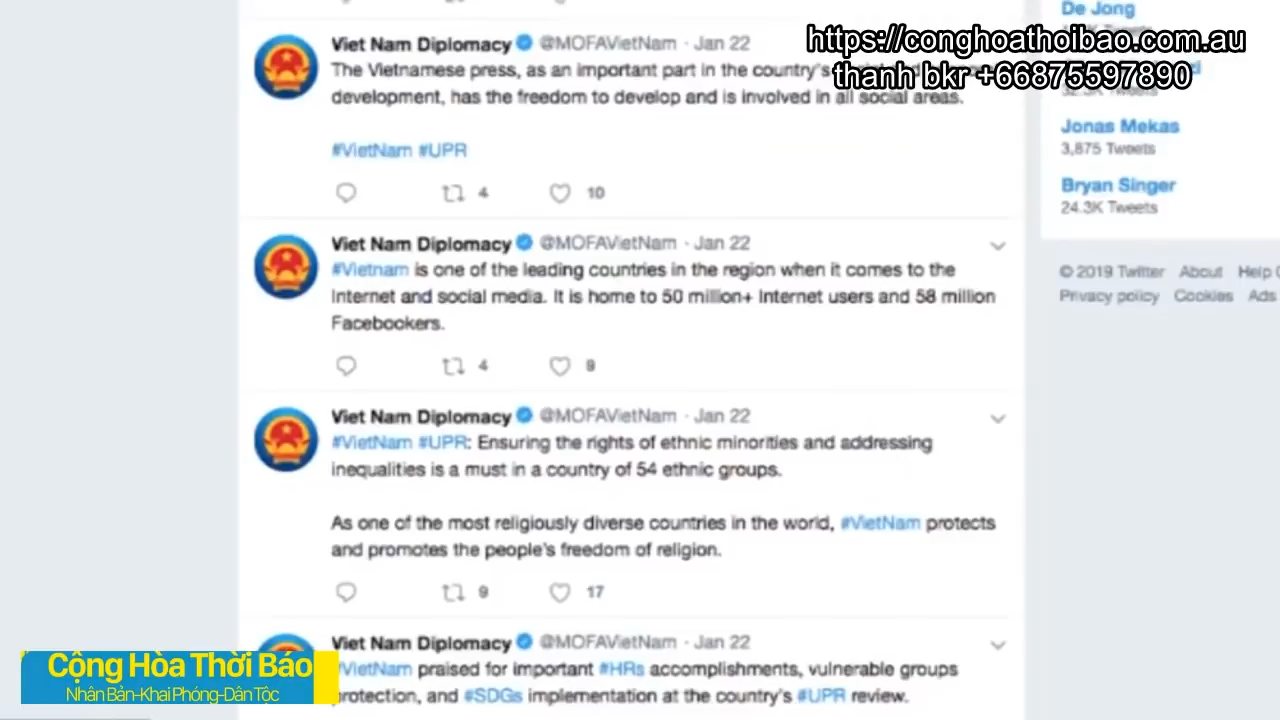 De Jong
Tweets
https://conghoathoibao.com.au
thanh bkr +66875597890
Viet Nam Diplomacy @MOFAVietNam · Jan 22
The Vietnamese press, as an important part in the country's
development, has the freedom to develop and is involved in all social areas.
#VietNam #UPR
4 10
Jonas Mekas
3,875 Tweets
Bryan Singer
24.3K Tweets
Viet Nam Diplomacy @MOFAVietNam · Jan 22
#Vietnam is one of the leading countries in the region when it comes to the
Internet and social media. It is home to 50 million+ Internet users and 58 million
Facebookers.
4 9
© 2019 Twitter About Help
Privacy policy Cookies Ads
Viet Nam Diplomacy @MOFAVietNam · Jan 22
#VietNam #UPR: Ensuring the rights of ethnic minorities and addressing
inequalities is a must in a country of 54 ethnic groups.
As one of the most religiously diverse countries in the world, #VietNam protects
and promotes the people's freedom of religion.
9 17
Viet Nam Diplomacy @MOFAVietNam · Jan 22
#VietNam praised for important #HRs accomplishments, vulnerable groups
protection, and #SDGs implementation at the country's #UPR review.
Cộng Hòa Thời Báo
Nhân Bản-Khai Phóng-Dân Tộc